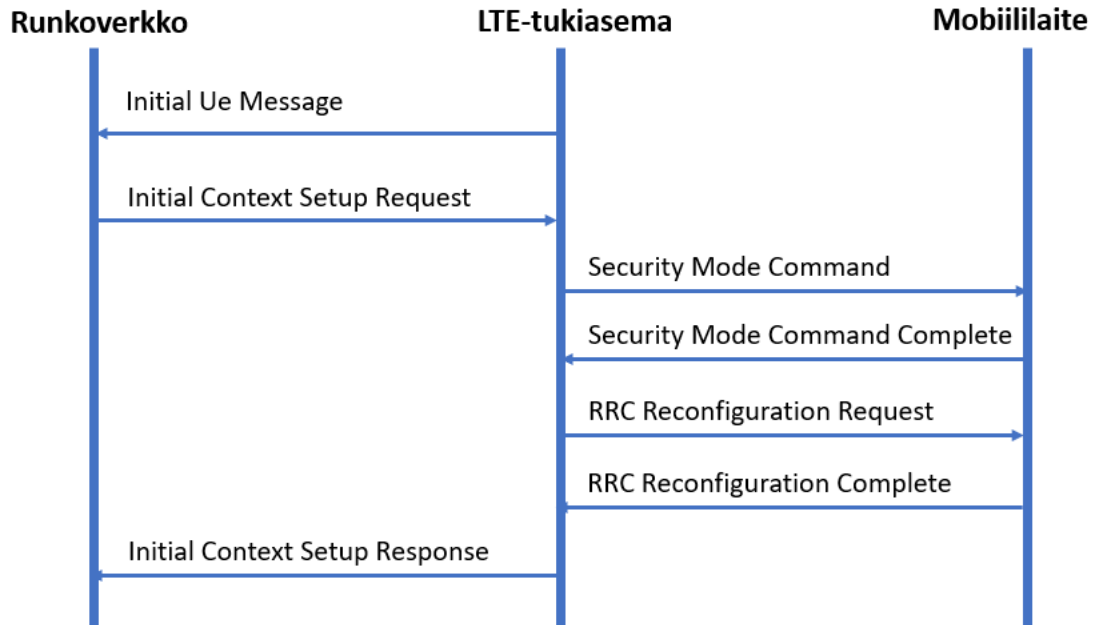 Runkoverkko
LTE-tukiasema
Mobiililaite
Initial Ue Message
Initial Context Setup Request
Security Mode Command
Security Mode Command Complete
RRC Reconfiguration Request
RRC Reconfiguration Complete
Initial Context Setup Response